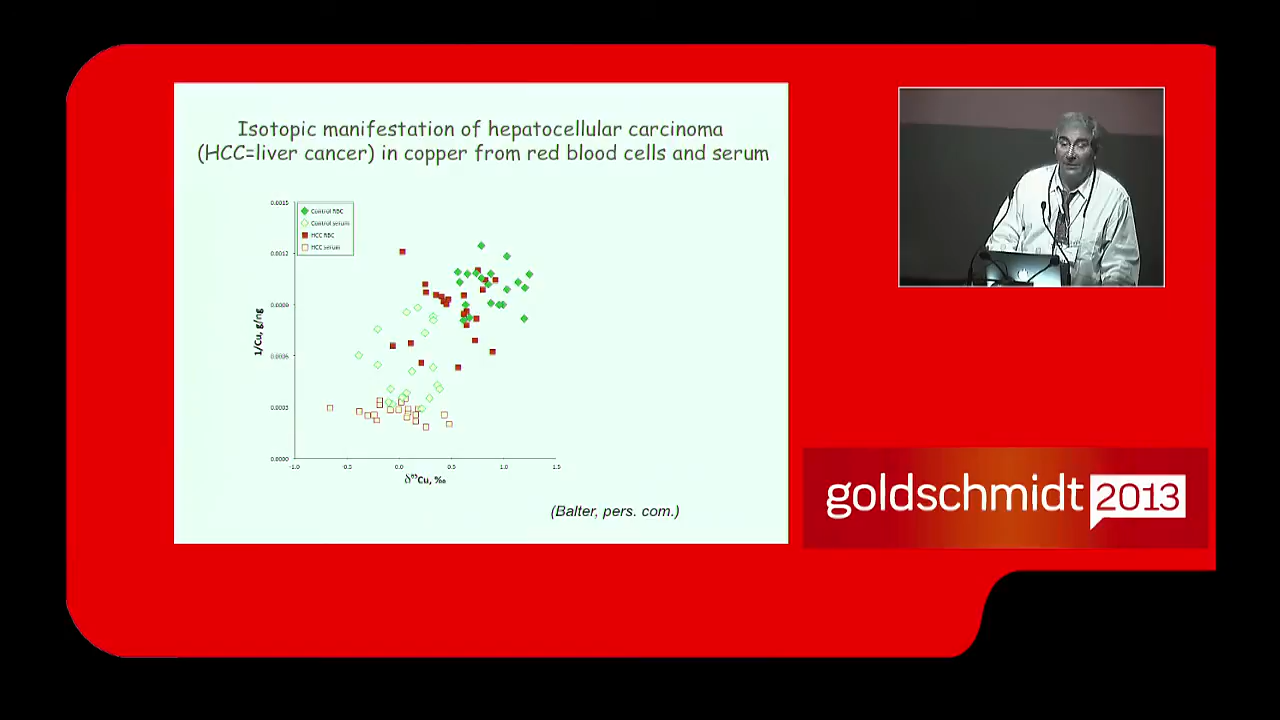 Isotopic manifestation of hepatocellular carcinoma
(HCC=liver cancer) in copper from red blood cells and serum
0.0015
0.0012
0.0009
0.0006
0.0003
0.0000
1/Cu, g/ng
Control RBC
Control serum
HCC RBC
HCC serum
-1.0
-0.5
0.0
0.5
1.0
1.5
δ⁶⁵Cu, ‰
(Balter, pers. com.)
goldschmidt 2013